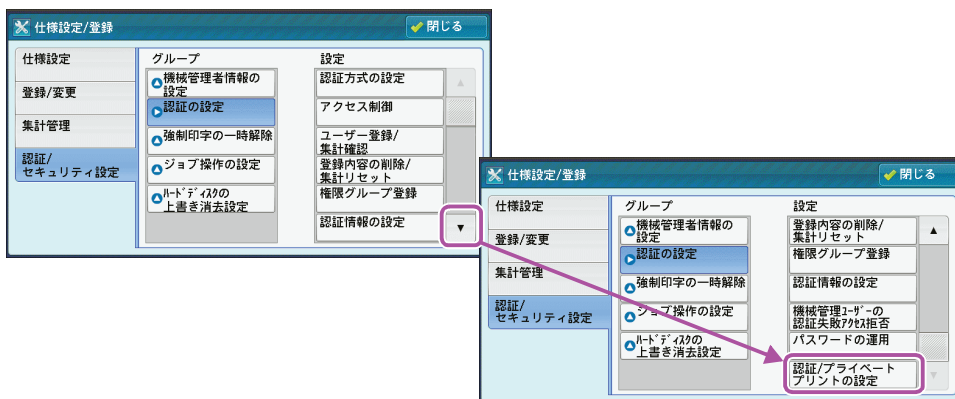 仕様設定/登録
閉じる
仕様設定
登録/変更
集計管理
認証/
セキュリティ設定
グループ
機械管理者情報の
設定
認証の設定
強制印字の一時解除
ジョブ操作の設定
ﾊｰﾄﾞﾃﾞｨｽｸの
上書き消去設定
設定
認証方式の設定
アクセス制御
ユーザー登録/
集計確認
登録内容の削除/
集計リセット
権限グループ登録
認証情報の設定
仕様設定/登録
閉じる
仕様設定
登録/変更
集計管理
認証/
セキュリティ設定
グループ
機械管理者情報の
設定
認証の設定
強制印字の一時解除
ジョブ操作の設定
ﾊｰﾄﾞﾃﾞｨｽｸの
上書き消去設定
設定
登録内容の削除/
集計リセット
権限グループ登録
認証情報の設定
機械管理ﾕｰｻﾞｰの
認証失敗ｱｸｾｽ拒否
パスワードの運用
認証/プライベート
プリントの設定